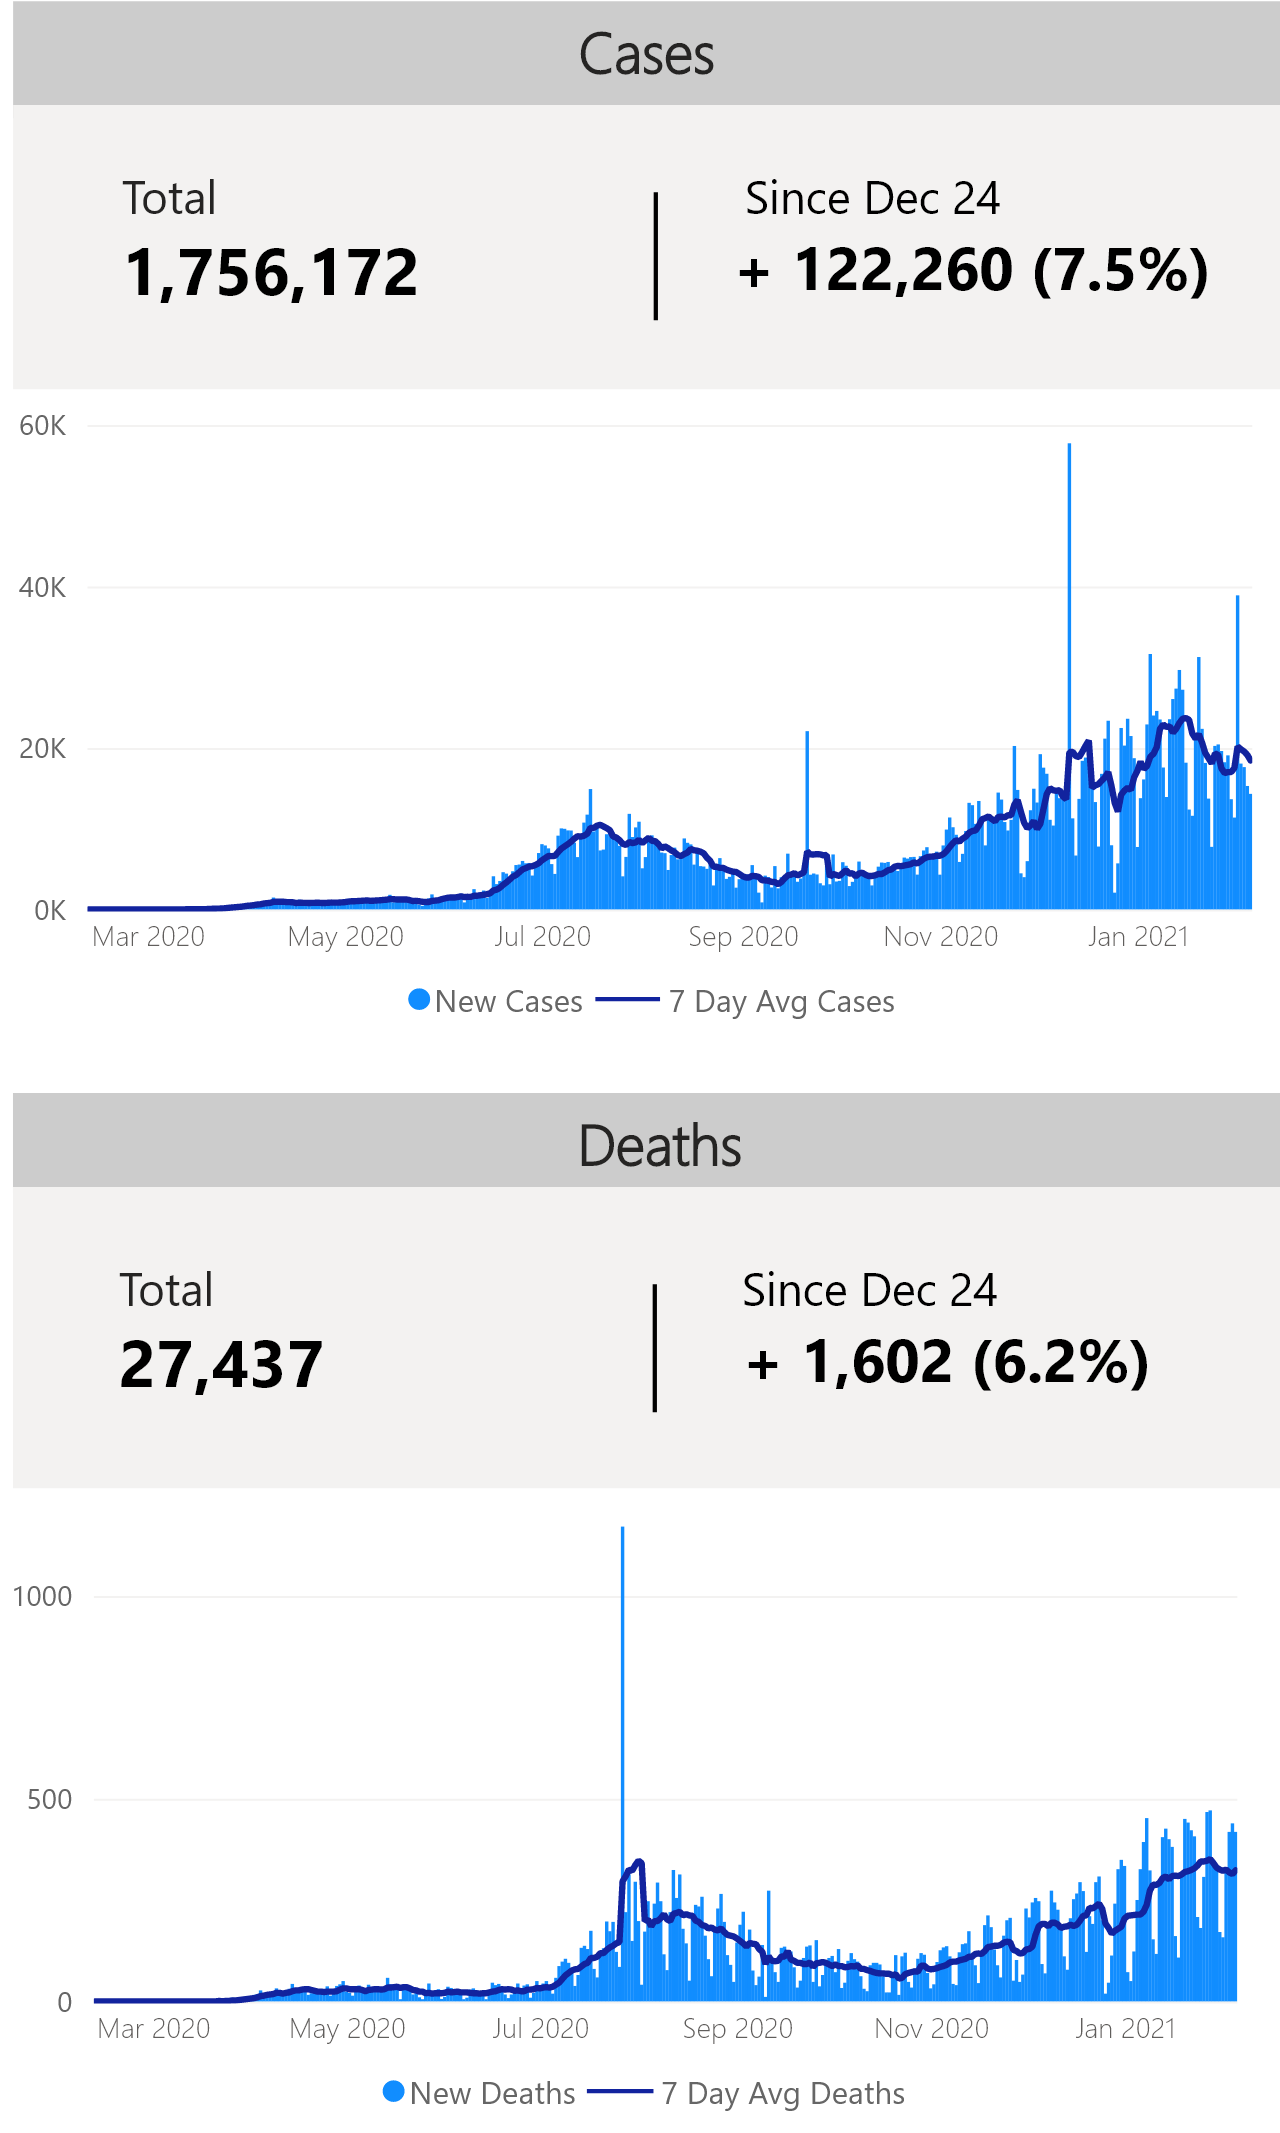 Cases
Total
Since Dec 24
1,756,172
+ 122,260 (7.5%)
60K
40K
20K
0K
Mar 2020 May 2020 Jul 2020 Sep 2020 Nov 2020 Jan 2021
New Cases 7 Day Avg Cases
Deaths
Total
Since Dec 24
27,437
+ 1,602 (6.2%)
1000
500
0
Mar 2020 May 2020 Jul 2020 Sep 2020 Nov 2020 Jan 2021
New Deaths 7 Day Avg Deaths